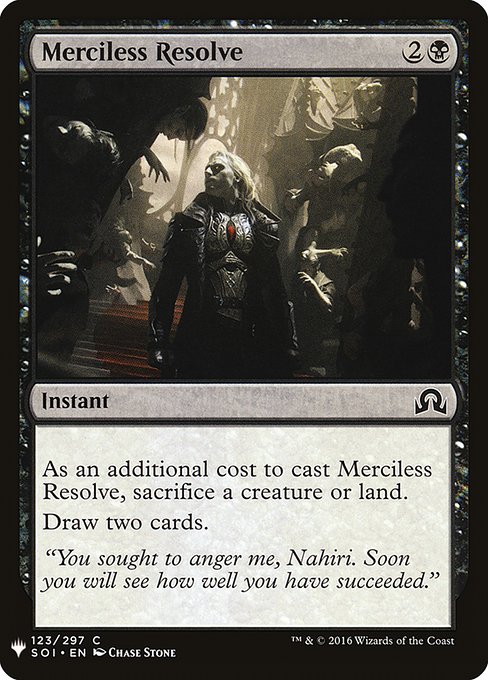 Merciless Resolve 2
Instant
As an additional cost to cast Merciless
Resolve, sacrifice a creature or land.
Draw two cards.
“You sought to anger me, Nahiri. Soon
you will see how well you have succeeded.”
123/297 C
SOI • EN Chase Stone
™ & © 2016 Wizards of the Coast